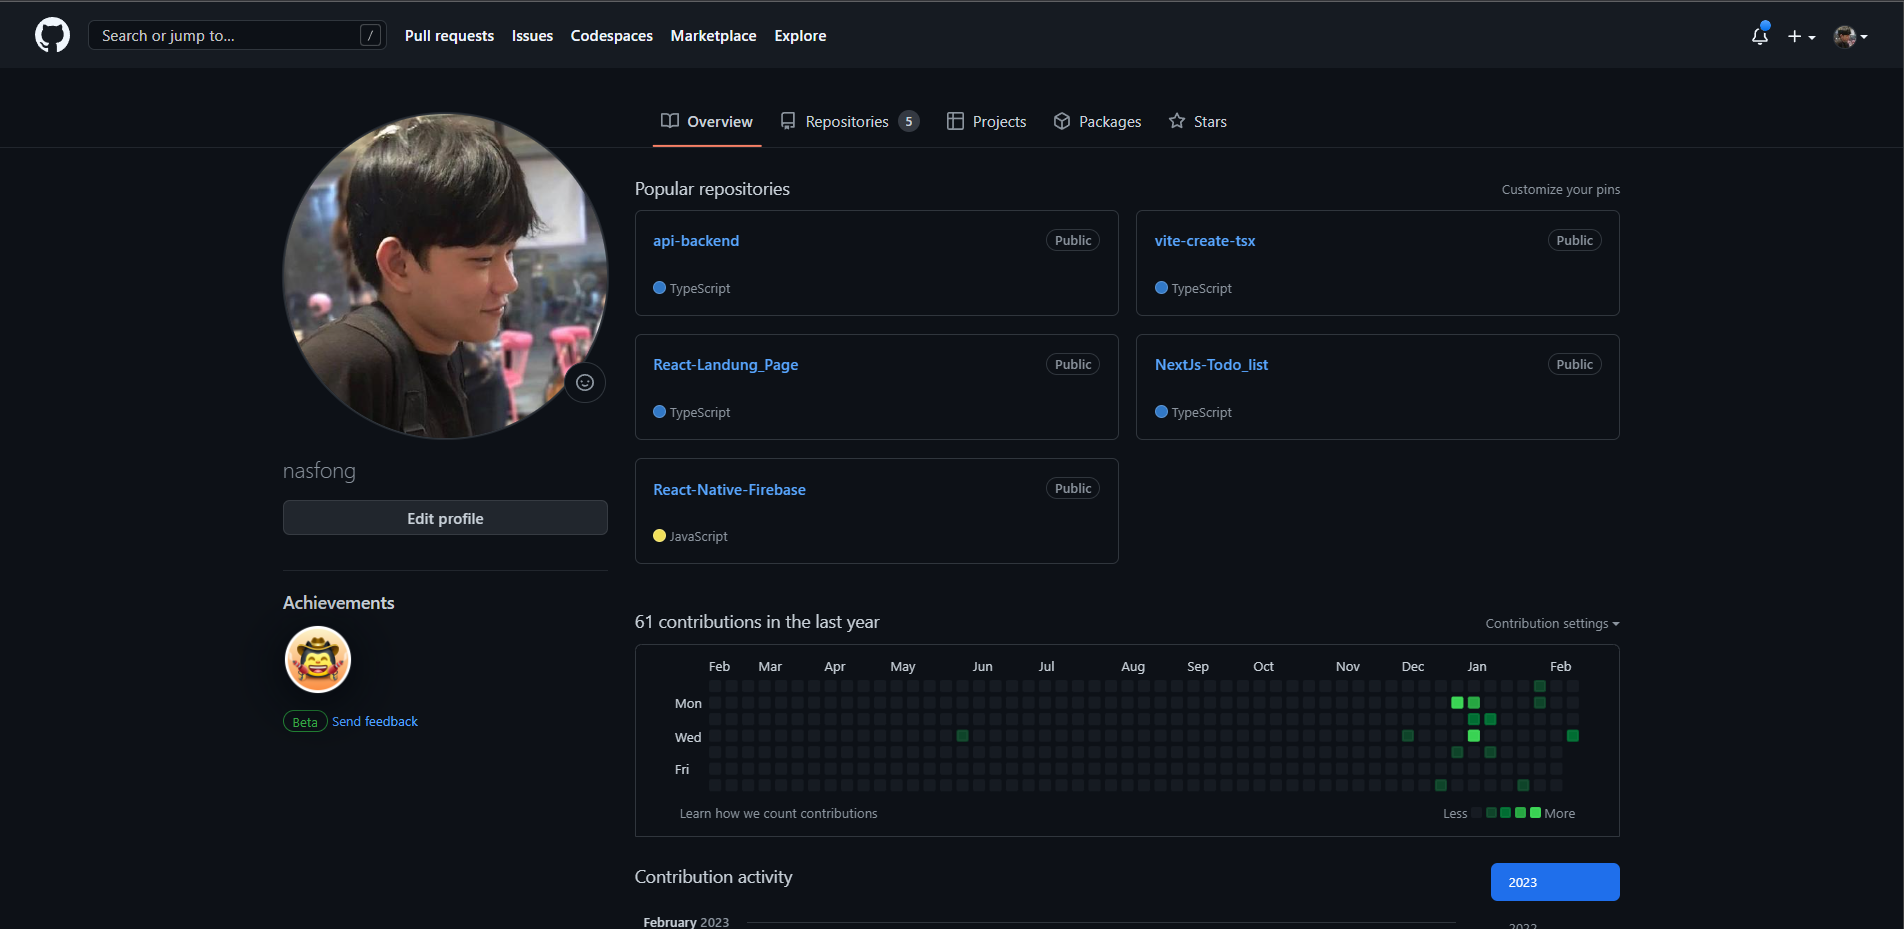 Search or jump to... /
Pull requests Issues Codespaces Marketplace Explore
Overview Repositories 5 Projects Packages Stars
nasfong
Edit profile
Achievements
Beta Send feedback
Popular repositories Customize your pins
api-backend Public
TypeScript
vite-create-tsx Public
TypeScript
React-Landung_Page Public
TypeScript
NextJs-Todo_list Public
TypeScript
React-Native-Firebase Public
JavaScript
61 contributions in the last year Contribution settings
Feb Mar Apr May Jun Jul Aug Sep Oct Nov Dec Jan Feb
Mon
Wed
Fri
Learn how we count contributions Less More
Contribution activity 2023
February 2023
2022